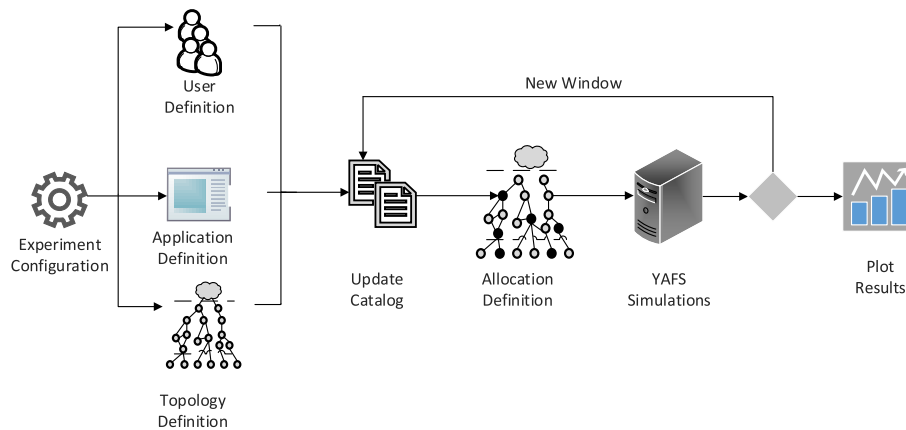 User
Definition
New Window
Experiment
Configuration
Application
Definition
Update
Catalog
Allocation
Definition
YAFS
Simulations
Plot
Results
Topology
Definition